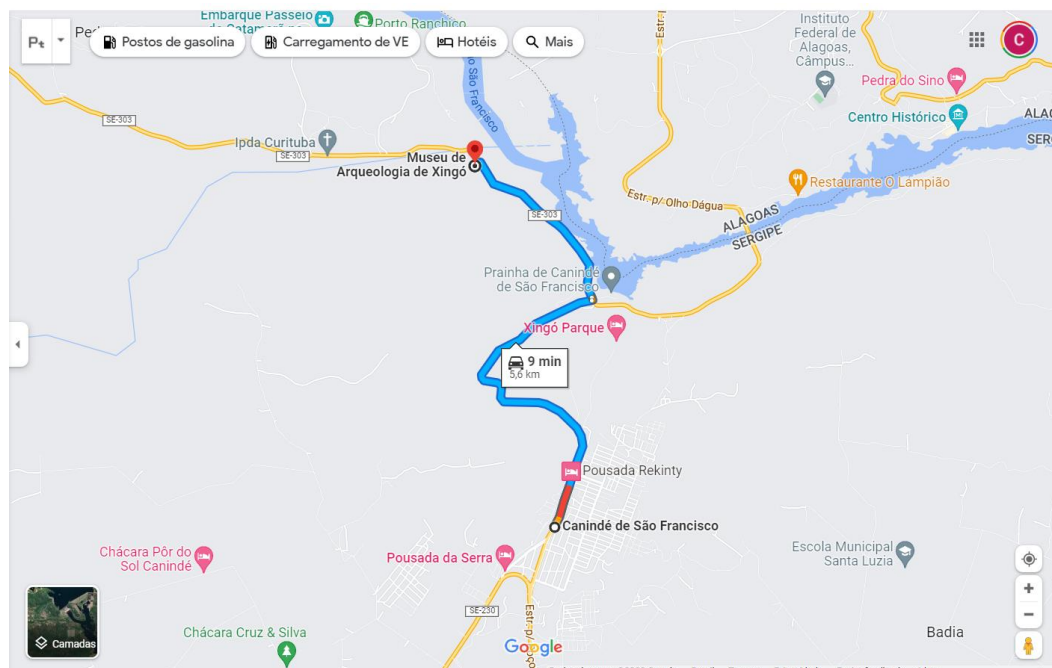 Embarque Passeio
Porto Ranchico
Instituto
Federal de
Alagoas,
Câmpus...
Postos de gasolina
Carregamento de VE
Hotéis
Mais
C
Pedra do Sino
Centro Histórico
SE-303
Ipda Curituba
SE-303
São Francisco
Museu de
Arqueologia de Xingó
Restaurante O Lampião
Estr. p/ Olho Dágua
ALAGOAS
SERGIPE
SE-303
Prainha de Canindé
de São Francisco
Xingó Parque
9 min
5,6 km
Pousada Rekinty
Canindé de São Francisco
Chácara Pôr do
Sol Canindé
Pousada da Serra
Escola Municipal
Santa Luzia
SE-230
Camadas
Chácara Cruz & Silva
Google
Badia